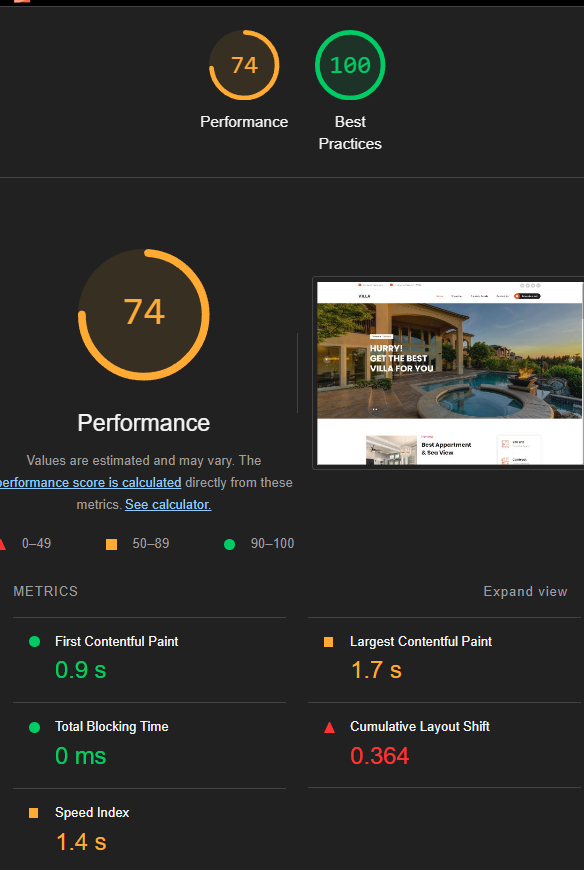 74
100
Performance
Best
Practices
74
VILLA
HURRY!
GET THE BEST
VILLA FOR YOU
Best Appartment
& Sea View
Performance
Values are estimated and may vary. The
performance score is calculated directly from these
metrics. See calculator.
0–49
50–89
90–100
METRICS
Expand view
First Contentful Paint
0.9 s
Largest Contentful Paint
1.7 s
Total Blocking Time
0 ms
Cumulative Layout Shift
0.364
Speed Index
1.4 s